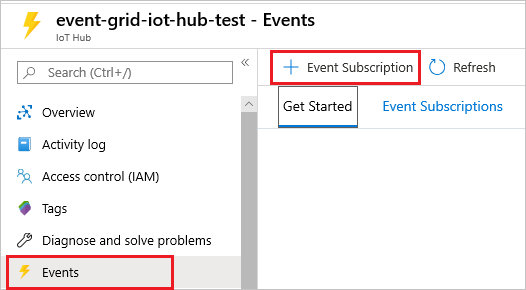 event-grid-iot-hub-test - Events
IoT Hub
Search (Ctrl+/)
Overview
Activity log
Access control (IAM)
Tags
Diagnose and solve problems
Events
Event Subscription
Refresh
Get Started
Event Subscriptions